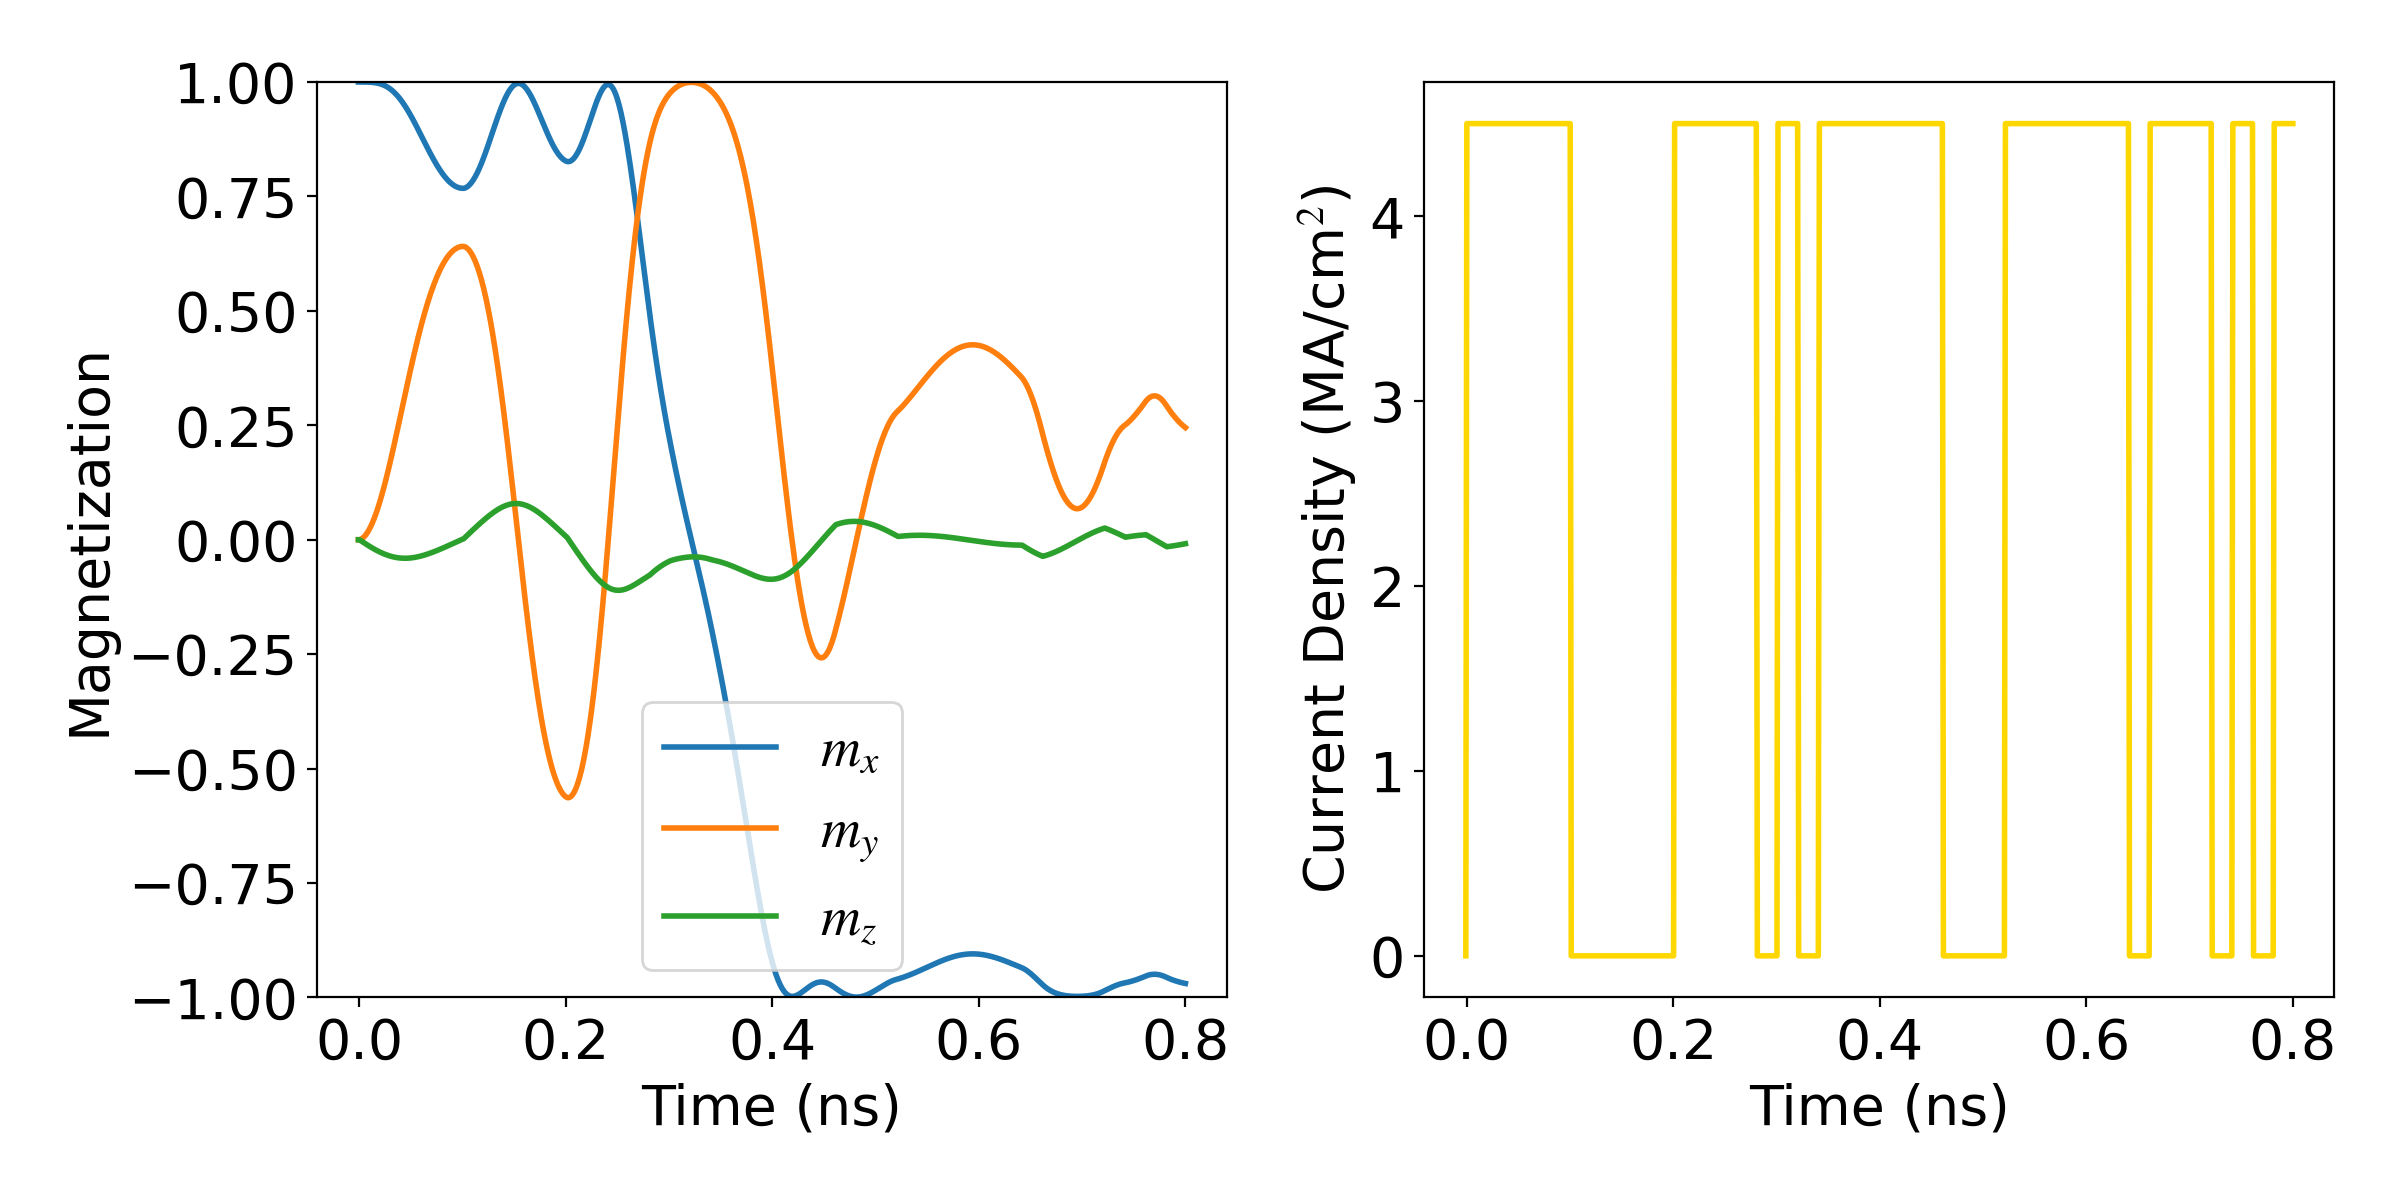 Magnetization
1.00
0.75
0.50
0.25
0.00
−0.25
−0.50
−0.75
−1.00
0.0 0.2 0.4 0.6 0.8
Time (ns)
m_x
m_y
m_z
Current Density (MA/cm²)
4
3
2
1
0
0.0 0.2 0.4 0.6 0.8
Time (ns)